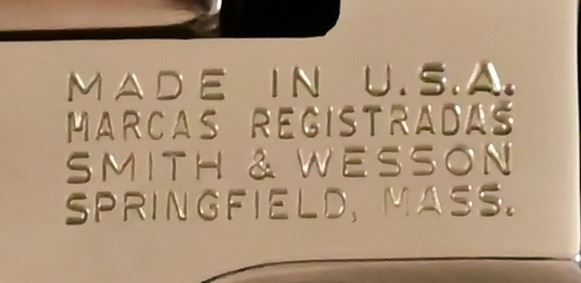 MADE IN U.S.A.
MARCAS REGISTRADAS
SMITH & WESSON
SPRINGFIELD, MASS.